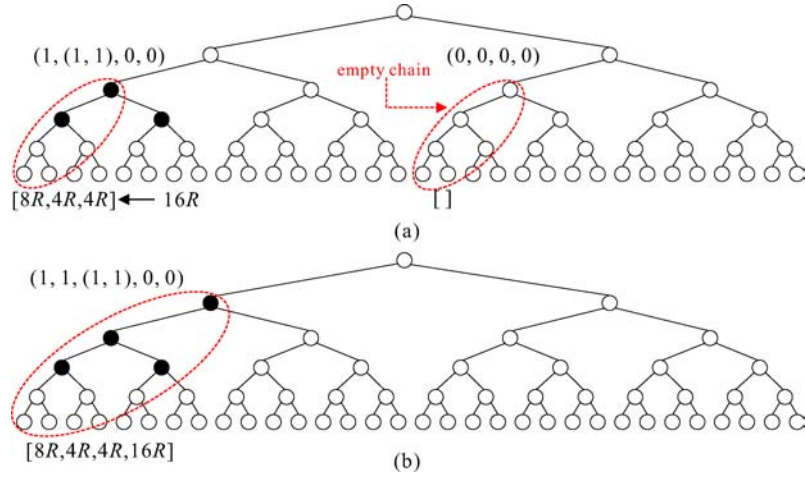 (1, (1, 1), 0, 0)
(0, 0, 0, 0)
empty chain
[8R,4R,4R]
16R
[ ]
(a)
(1, 1, (1, 1), 0, 0)
[8R,4R,4R,16R]
(b)